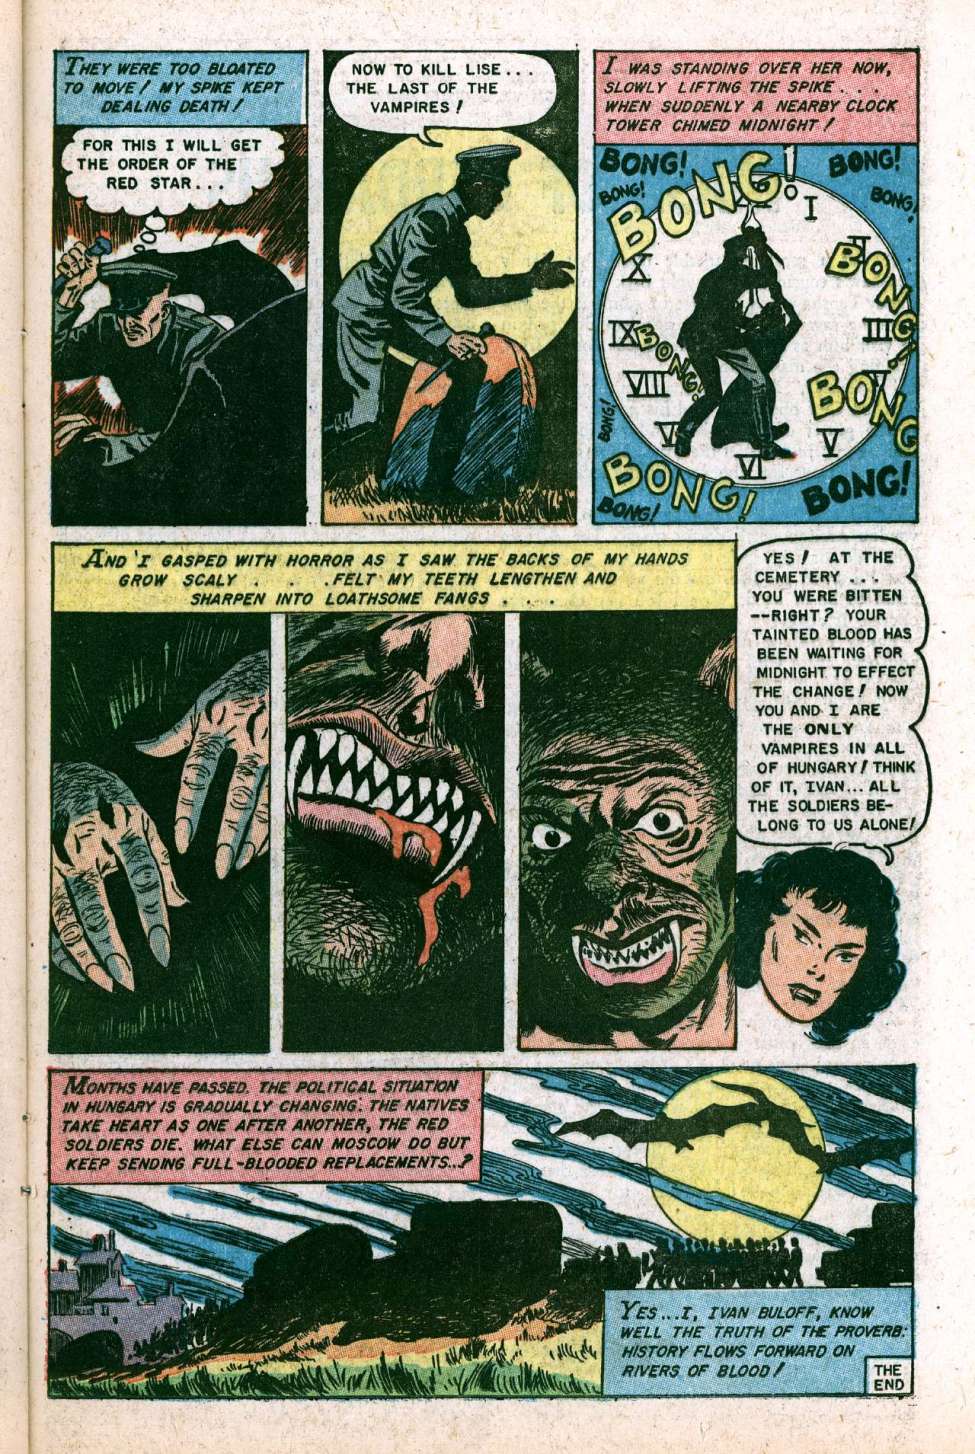 THEY WERE TOO BLOATED
TO MOVE! MY SPIKE KEPT
DEALING DEATH!
FOR THIS I WILL GET
THE ORDER OF THE
RED STAR...
NOW TO KILL LISE...
THE LAST OF THE
VAMPIRES!
I WAS STANDING OVER HER NOW,
SLOWLY LIFTING THE SPIKE....
WHEN SUDDENLY A NEARBY CLOCK
TOWER CHIMED MIDNIGHT!
BONG!
BONG!
BONG!
BONG!
BONG!
I
X
BONG!
IX
BONG!
III
VIII
BONG
BONG!
V
V
VI
BONG!
BONG!
BONG!
AND I GASPED WITH HORROR AS I SAW THE BACKS OF MY HANDS
GROW SCALY . . . .FELT MY TEETH LENGTHEN AND
SHARPEN INTO LOATHSOME FANGS . . .
YES! AT THE
CEMETERY ...
YOU WERE BITTEN
--RIGHT? YOUR
TAINTED BLOOD HAS
BEEN WAITING FOR
MIDNIGHT TO EFFECT
THE CHANGE! NOW
YOU AND I ARE
THE ONLY
VAMPIRES IN ALL
OF HUNGARY! THINK
OF IT, IVAN... ALL
THE SOLDIERS BE-
LONG TO US ALONE!
MONTHS HAVE PASSED. THE POLITICAL SITUATION
IN HUNGARY IS GRADUALLY CHANGING. THE NATIVES
TAKE HEART AS ONE AFTER ANOTHER, THE RED
SOLDIERS DIE. WHAT ELSE CAN MOSCOW DO BUT
KEEP SENDING FULL-BLOODED REPLACEMENTS...?
YES...I, IVAN BULOFF, KNOW
WELL THE TRUTH OF THE PROVERB:
HISTORY FLOWS FORWARD ON
RIVERS OF BLOOD!
THE
END